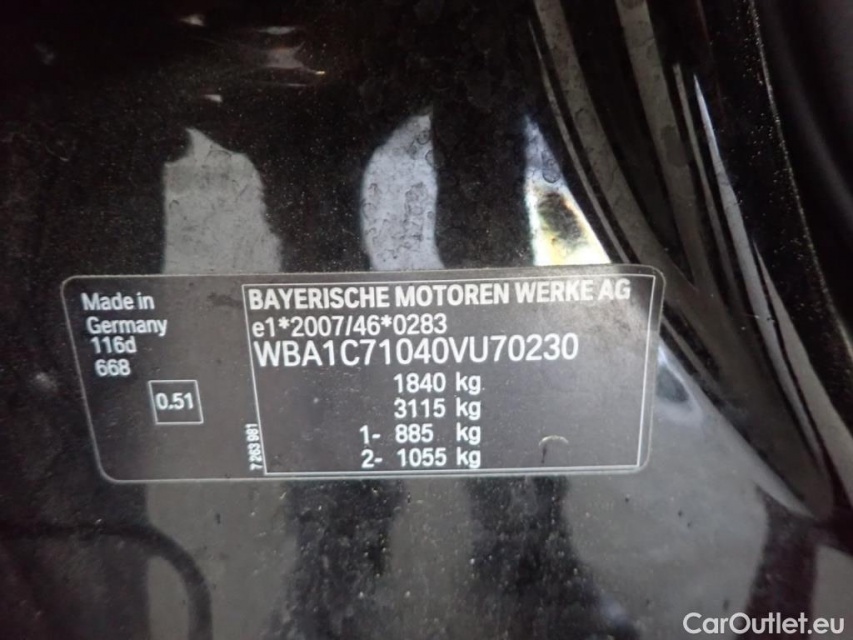 Made in
Germany
116d
668
0.51
7 263 981
BAYERISCHE MOTOREN WERKE AG
e1*2007/46*0283
WBA1C71040VU70230
1840 kg
3115 kg
1- 885 kg
2- 1055 kg
CarOutlet.eu